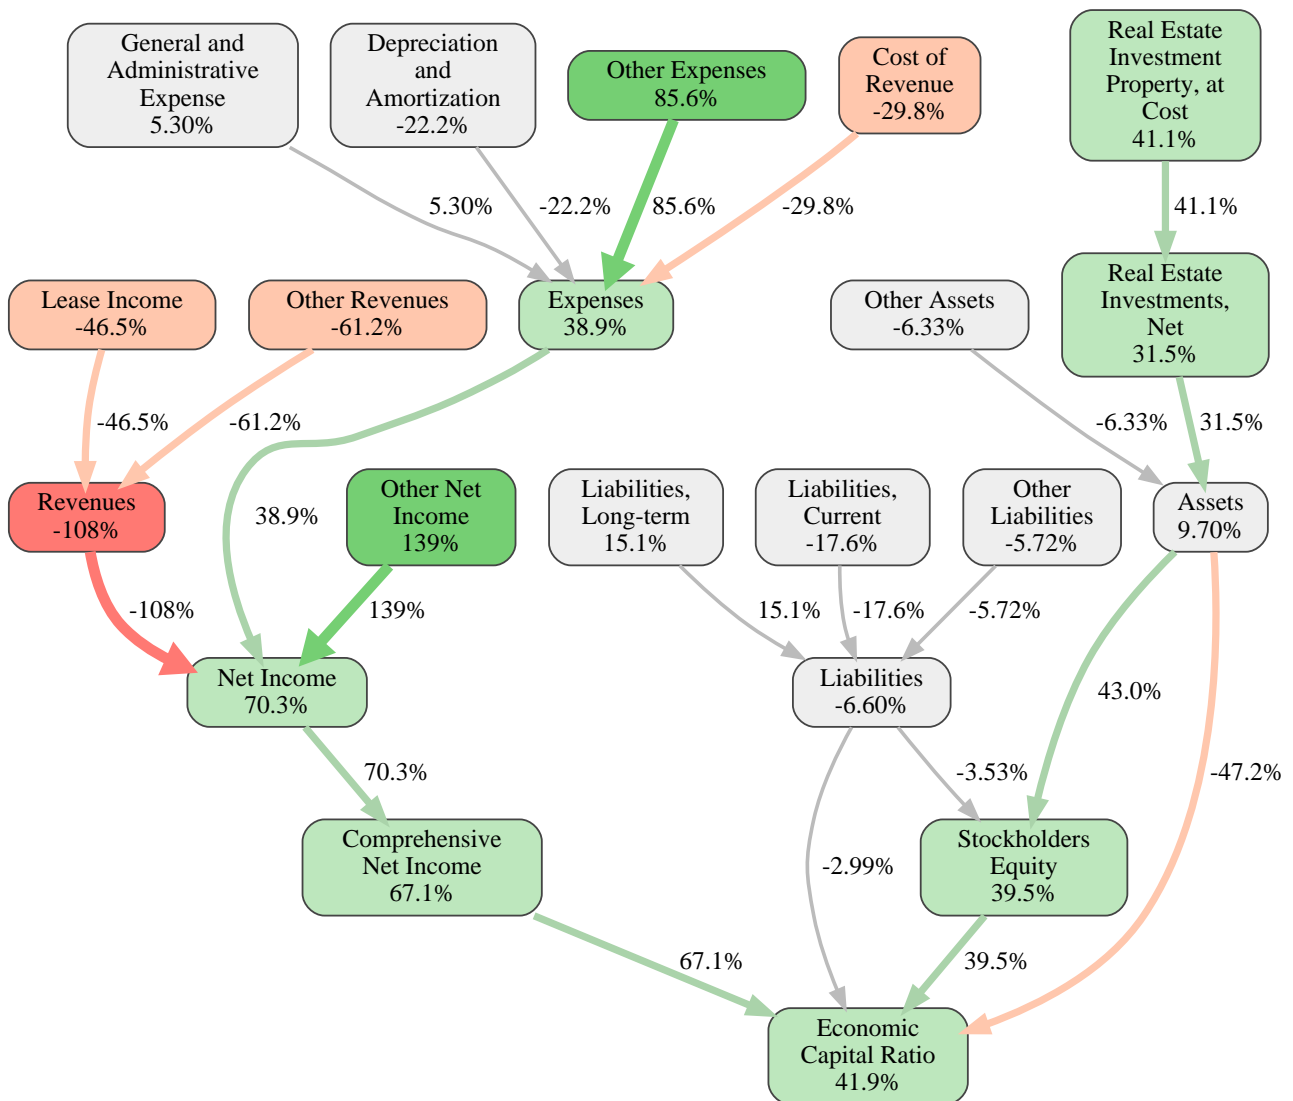 General and
Administrative
Expense
5.30%
Depreciation
and
Amortization
-22.2%
Other Expenses
85.6%
Cost of
Revenue
-29.8%
Real Estate
Investment
Property, at
Cost
41.1%
5.30%
-22.2%
85.6%
-29.8%
41.1%
Lease Income
-46.5%
Other Revenues
-61.2%
Expenses
38.9%
Other Assets
-6.33%
Real Estate
Investments,
Net
31.5%
-46.5%
-61.2%
-6.33%
31.5%
Revenues
-108%
38.9%
Other Net
Income
139%
Liabilities,
Long-term
15.1%
Liabilities,
Current
-17.6%
Other
Liabilities
-5.72%
Assets
9.70%
-108%
139%
15.1%
-17.6%
-5.72%
Net Income
70.3%
Liabilities
-6.60%
43.0%
70.3%
-3.53%
-47.2%
Comprehensive
Net Income
67.1%
-2.99%
Stockholders
Equity
39.5%
67.1%
39.5%
Economic
Capital Ratio
41.9%